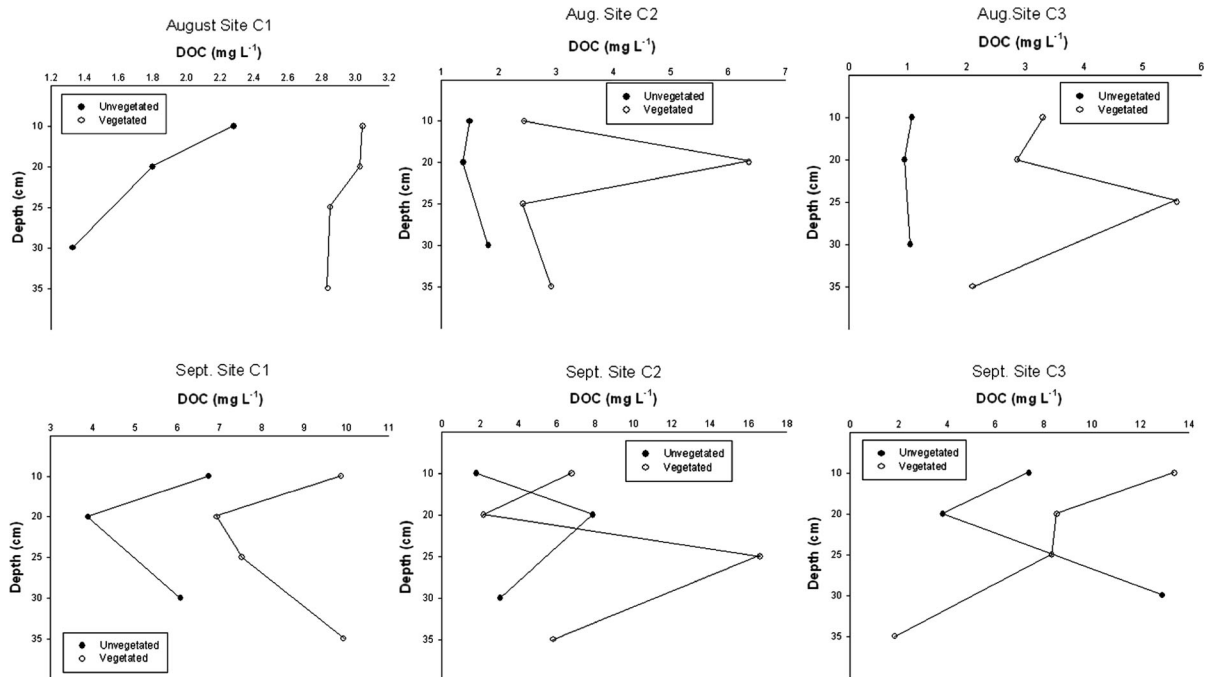 August Site C1
DOC (mg L-1)
1.2 1.4 1.6 1.8 2.0 2.2 2.4 2.6 2.8 3.0 3.2
Unvegetated
Vegetated
10
20
25
30
35
Depth (cm)
Aug. Site C2
DOC (mg L-1)
1 2 3 4 5 6 7
Unvegetated
Vegetated
10
20
25
30
35
Depth (cm)
Aug.Site C3
DOC (mg L-1)
0 1 2 3 4 5 6
Unvegetated
Vegetated
10
20
25
30
35
Depth (cm)
Sept. Site C1
DOC (mg L-1)
3 4 5 6 7 8 9 10 11
10
20
25
30
35
Depth (cm)
Unvegetated
Vegetated
Sept. Site C2
DOC (mg L-1)
0 2 4 6 8 10 12 14 16 18
Unvegetated
Vegetated
10
20
25
30
35
Depth (cm)
Sept. Site C3
DOC (mg L-1)
0 2 4 6 8 10 12 14
Unvegetated
Vegetated
10
20
25
30
35
Depth (cm)